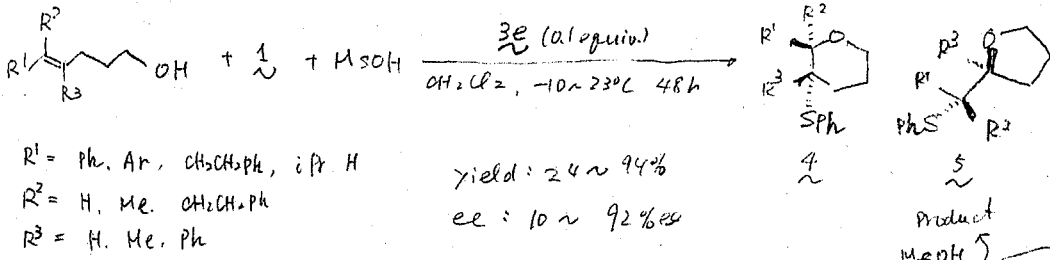 R² R¹ R3 OH + 1 + MsOH
3e (0.1 equiv.)
CH2Cl2, -10~23°C 48h
R² R¹ O R³ SPh
4
R³ O R¹ PhS R²
5
R¹ = Ph, Ar, CH2CH2Ph, iPr H
R² = H, Me, CH2CH2Ph
R³ = H, Me, Ph
yield: 24~94%
ee: 10~92%ee
Product